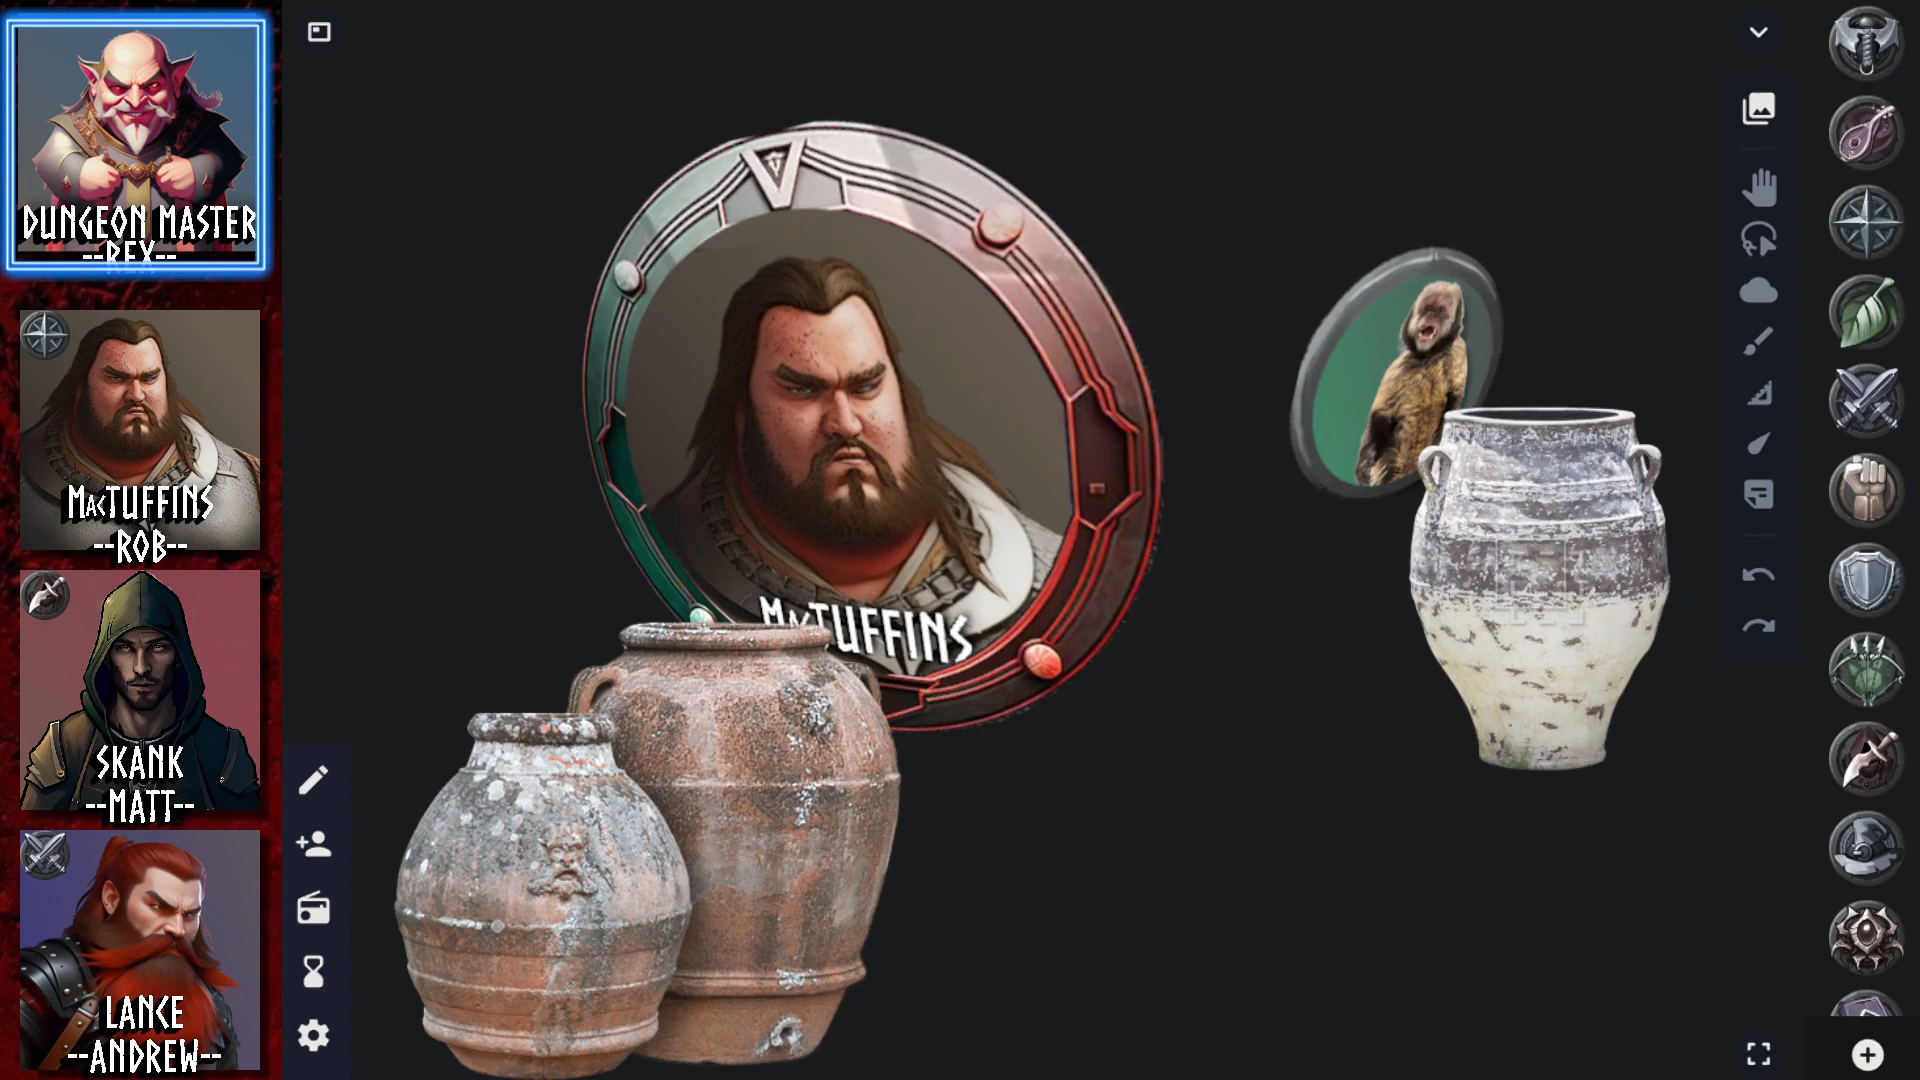 DUNGEON MASTER
--REX--
MacTUFFINS
--ROB--
SKANK
--MATT--
LANCE
--ANDREW--
MacTUFFINS